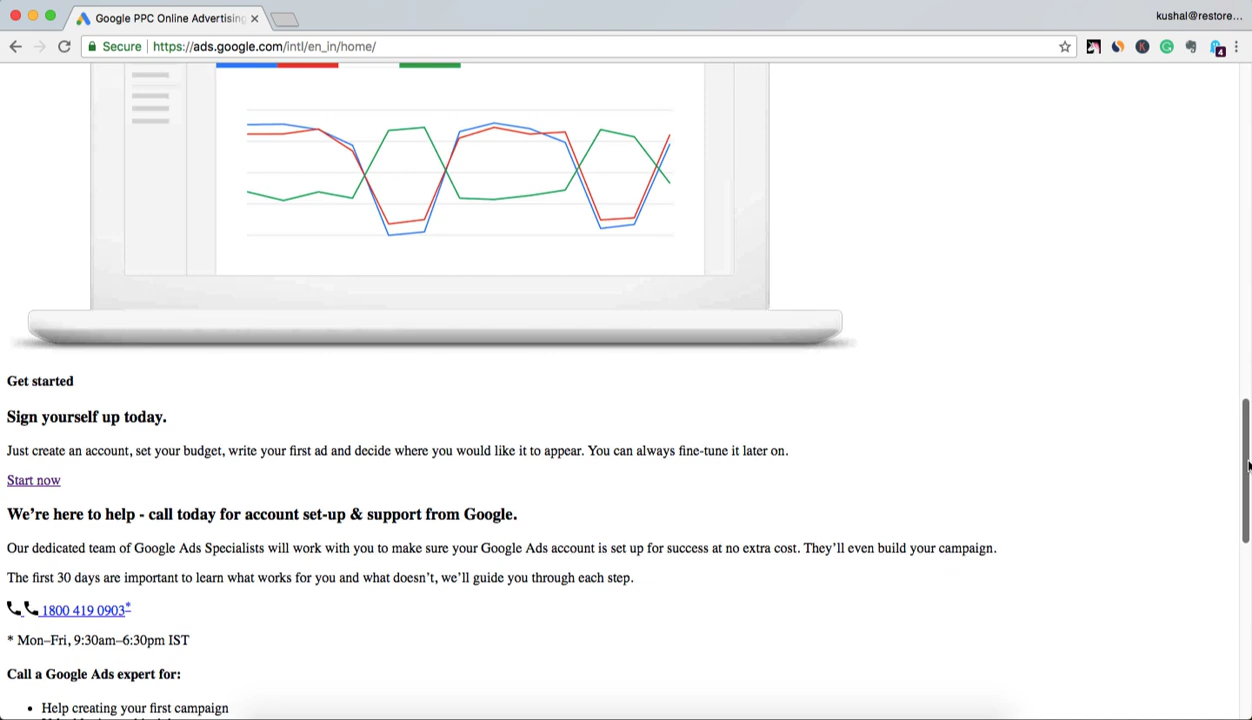 Google PPC Online Advertising
kushal@restore...
Secure
https://ads.google.com/intl/en_in/home/
4
Get started
Sign yourself up today.
Just create an account, set your budget, write your first ad and decide where you would like it to appear. You can always fine-tune it later on.
Start now
We’re here to help - call today for account set-up & support from Google.
Our dedicated team of Google Ads Specialists will work with you to make sure your Google Ads account is set up for success at no extra cost. They’ll even build your campaign.
The first 30 days are important to learn what works for you and what doesn’t, we’ll guide you through each step.
1800 419 0903*
* Mon–Fri, 9:30am–6:30pm IST
Call a Google Ads expert for:
• Help creating your first campaign